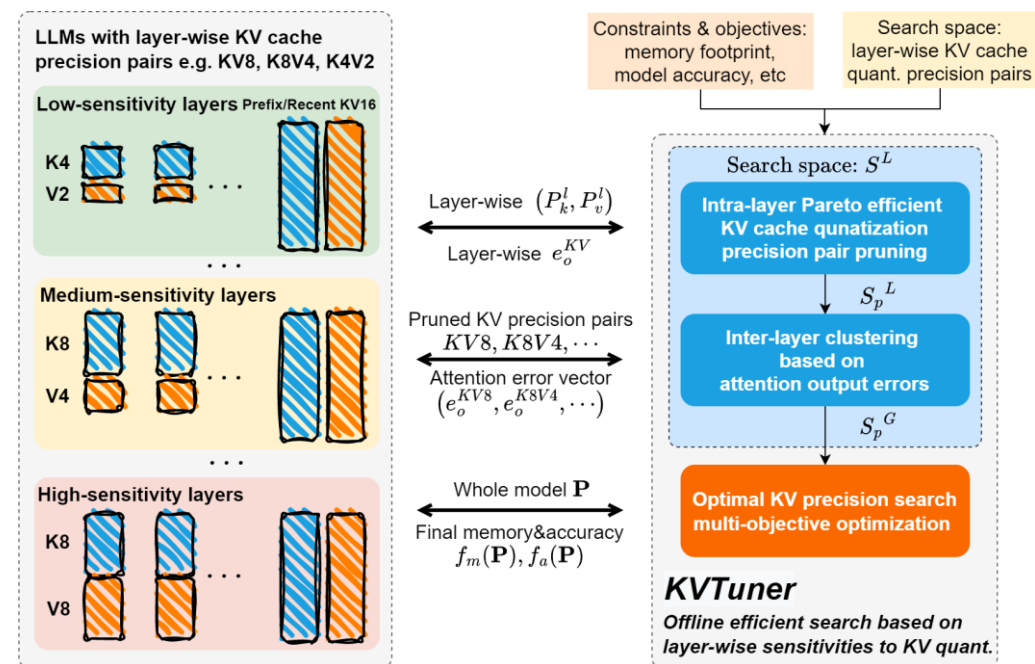 LLMs with layer-wise KV cache
precision pairs e.g. KV8, K8V4, K4V2
Low-sensitivity layers Prefix/Recent KV16
K4
V2
...
...
Medium-sensitivity layers
K8
V4
...
...
High-sensitivity layers
K8
V8
...
Layer-wise (P_k^l, P_v^l)
Layer-wise e_o^{KV}
Pruned KV precision pairs
KV8, K8V4, ···
Attention error vector
(e_o^{KV8}, e_o^{K8V4}, ···)
Whole model P
Final memory&accuracy
f_m(P), f_a(P)
Constraints & objectives:
memory footprint,
model accuracy, etc
Search space:
layer-wise KV cache
quant. precision pairs
Search space: S^L
Intra-layer Pareto efficient
KV cache qunatization
precision pair pruning
S_p^L
Inter-layer clustering
based on
attention output errors
S_p^G
Optimal KV precision search
multi-objective optimization
KVTuner
Offline efficient search based on
layer-wise sensitivities to KV quant.